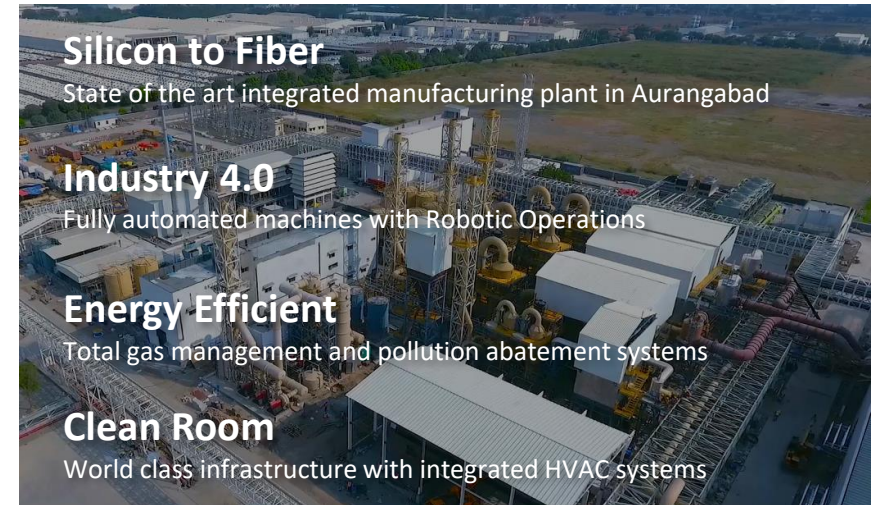 Silicon to Fiber
State of the art integrated manufacturing plant in Aurangabad
Industry 4.0
Fully automated machines with Robotic Operations
Energy Efficient
Total gas management and pollution abatement systems
Clean Room
World class infrastructure with integrated HVAC systems